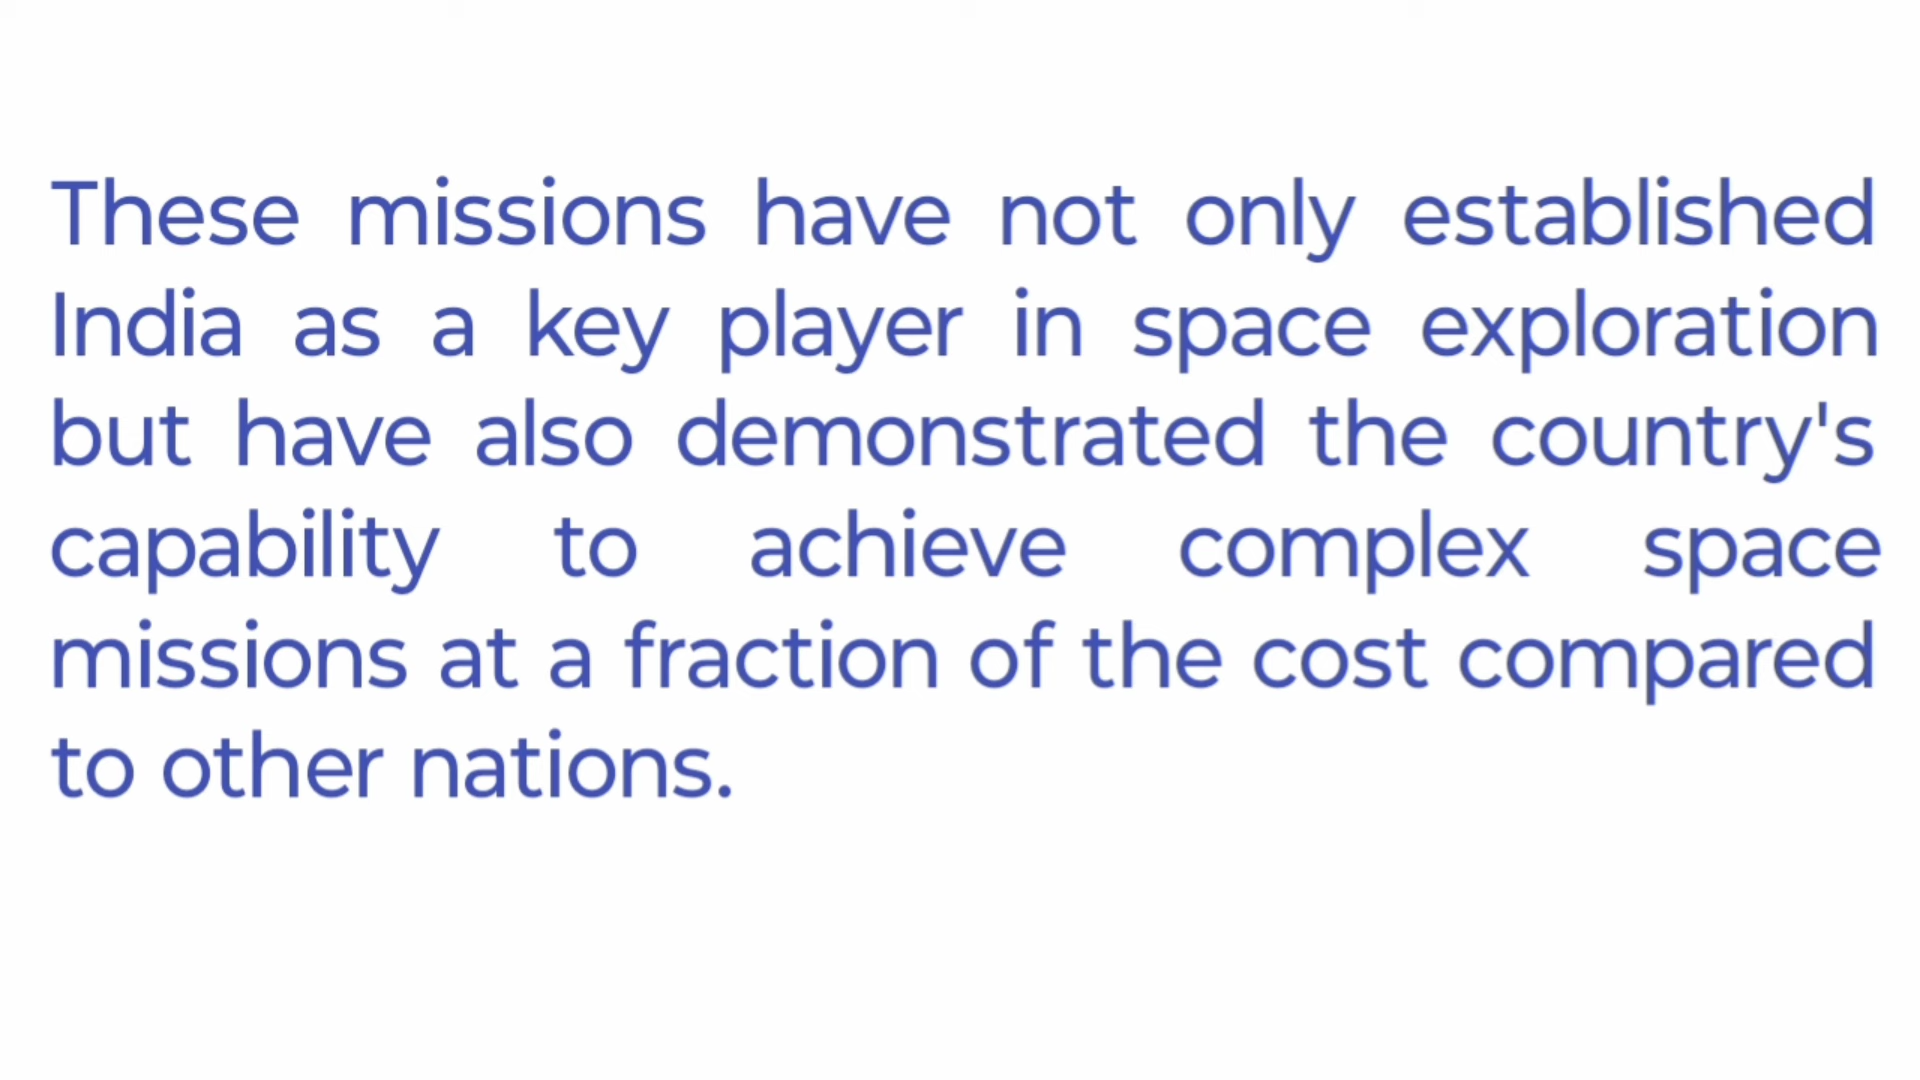 These missions have not only established
India as a key player in space exploration
but have also demonstrated the country's
capability to achieve complex space
missions at a fraction of the cost compared
to other nations.